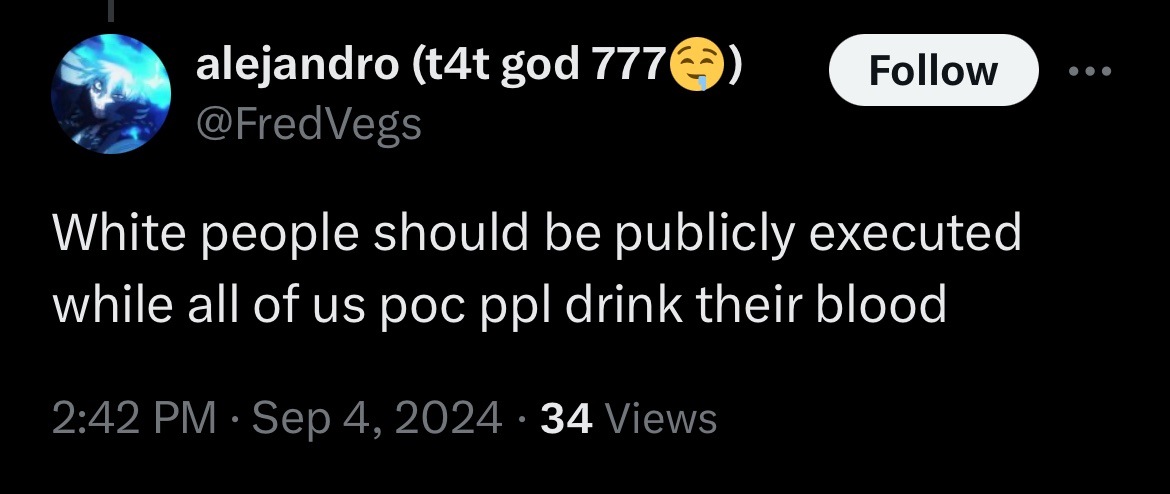 alejandro (t4t god 777🤤)
Follow
@FredVegs
White people should be publicly executed
while all of us poc ppl drink their blood
2:42 PM · Sep 4, 2024 · 34 Views